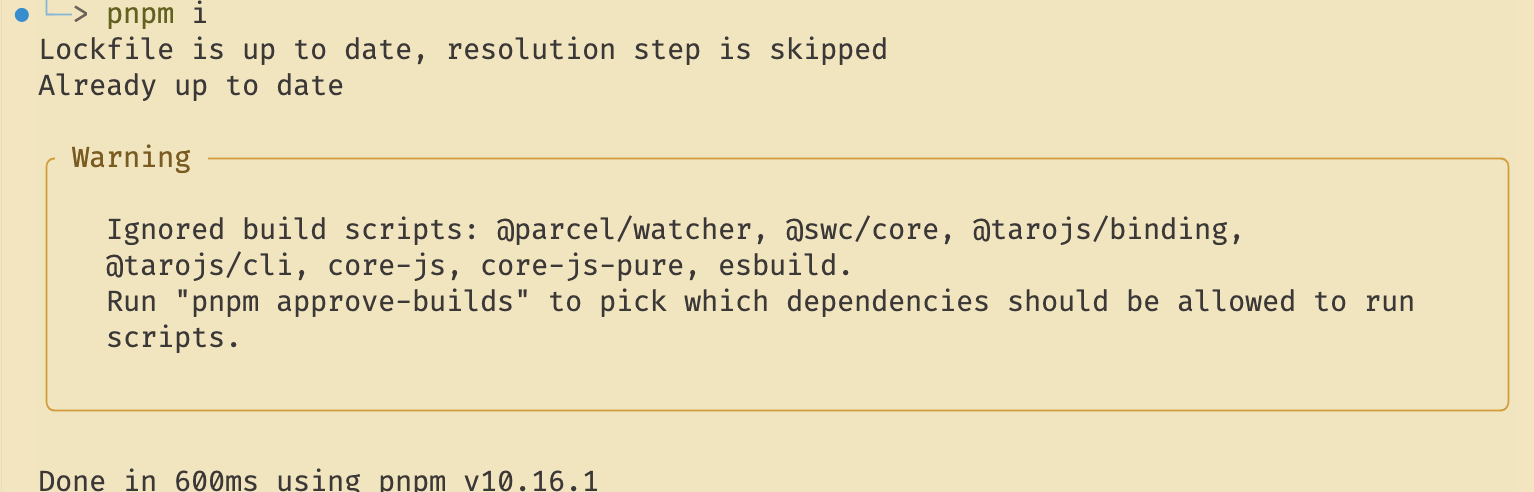 └─> pnpm i
Lockfile is up to date, resolution step is skipped
Already up to date
Warning
Ignored build scripts: @parcel/watcher, @swc/core, @tarojs/binding,
@tarojs/cli, core-js, core-js-pure, esbuild.
Run "pnpm approve-builds" to pick which dependencies should be allowed to run
scripts.
Done in 600ms using pnpm v10.16.1